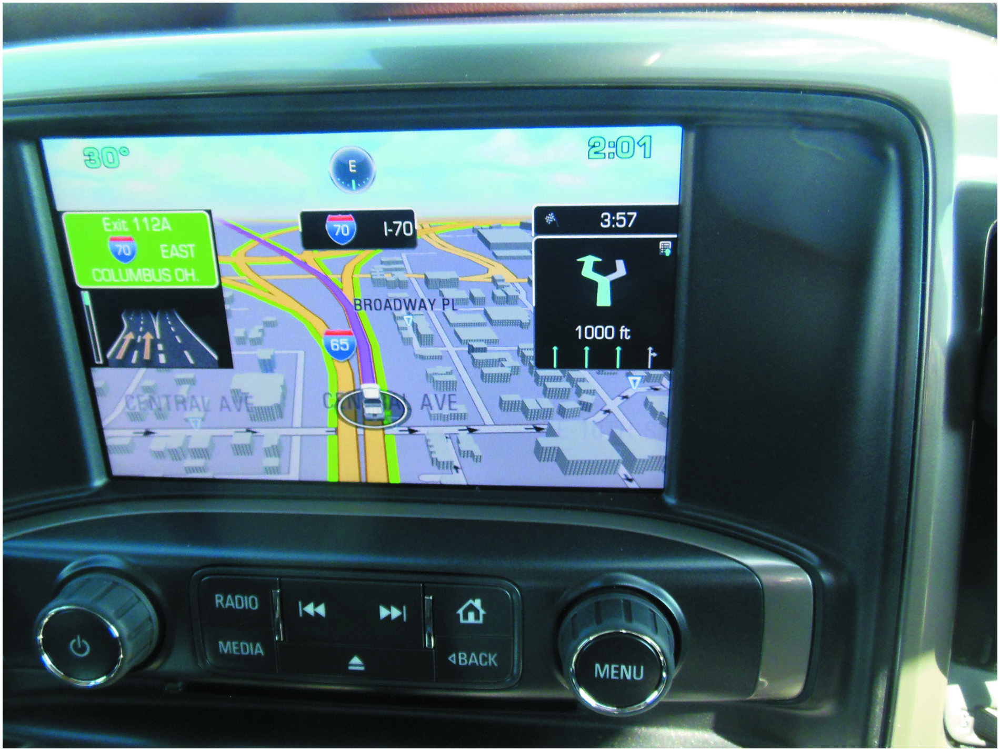 30°
E
2:01
Exit 112A
70 EAST
COLUMBUS OH.
70 I-70
3:57
1000 ft
BROADWAY PL
65
CENTRAL AVE
CENTRAL AVE
RADIO
MEDIA
BACK
MENU